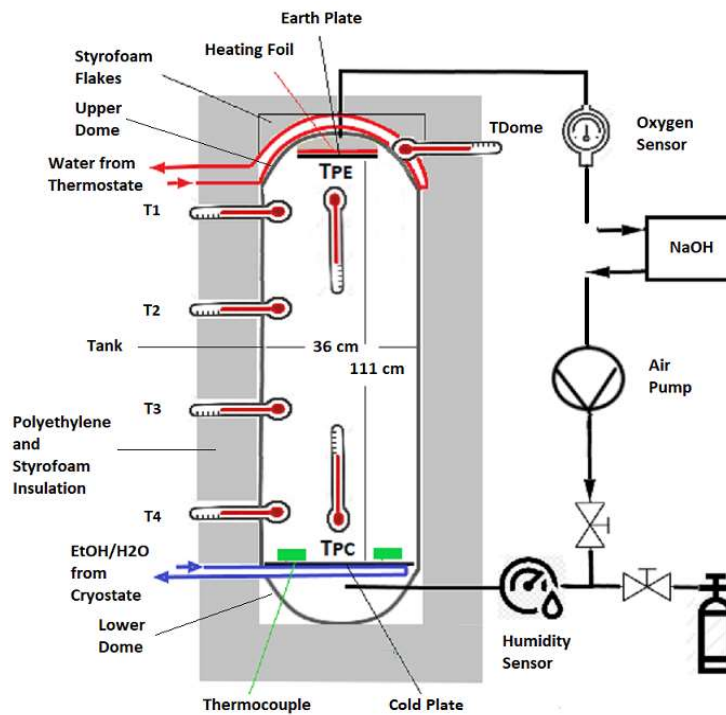 Earth Plate
Heating Foil
Styrofoam
Flakes
Upper
Dome
Water from
Thermostate
TDome
Oxygen
Sensor
TPE
T1
NaOH
T2
Tank
36 cm
111 cm
Air
Pump
T3
Polyethylene
and
Styrofoam
Insulation
T4
TPC
EtOH/H2O
from
Cryostate
Lower
Dome
Humidity
Sensor
Thermocouple
Cold Plate